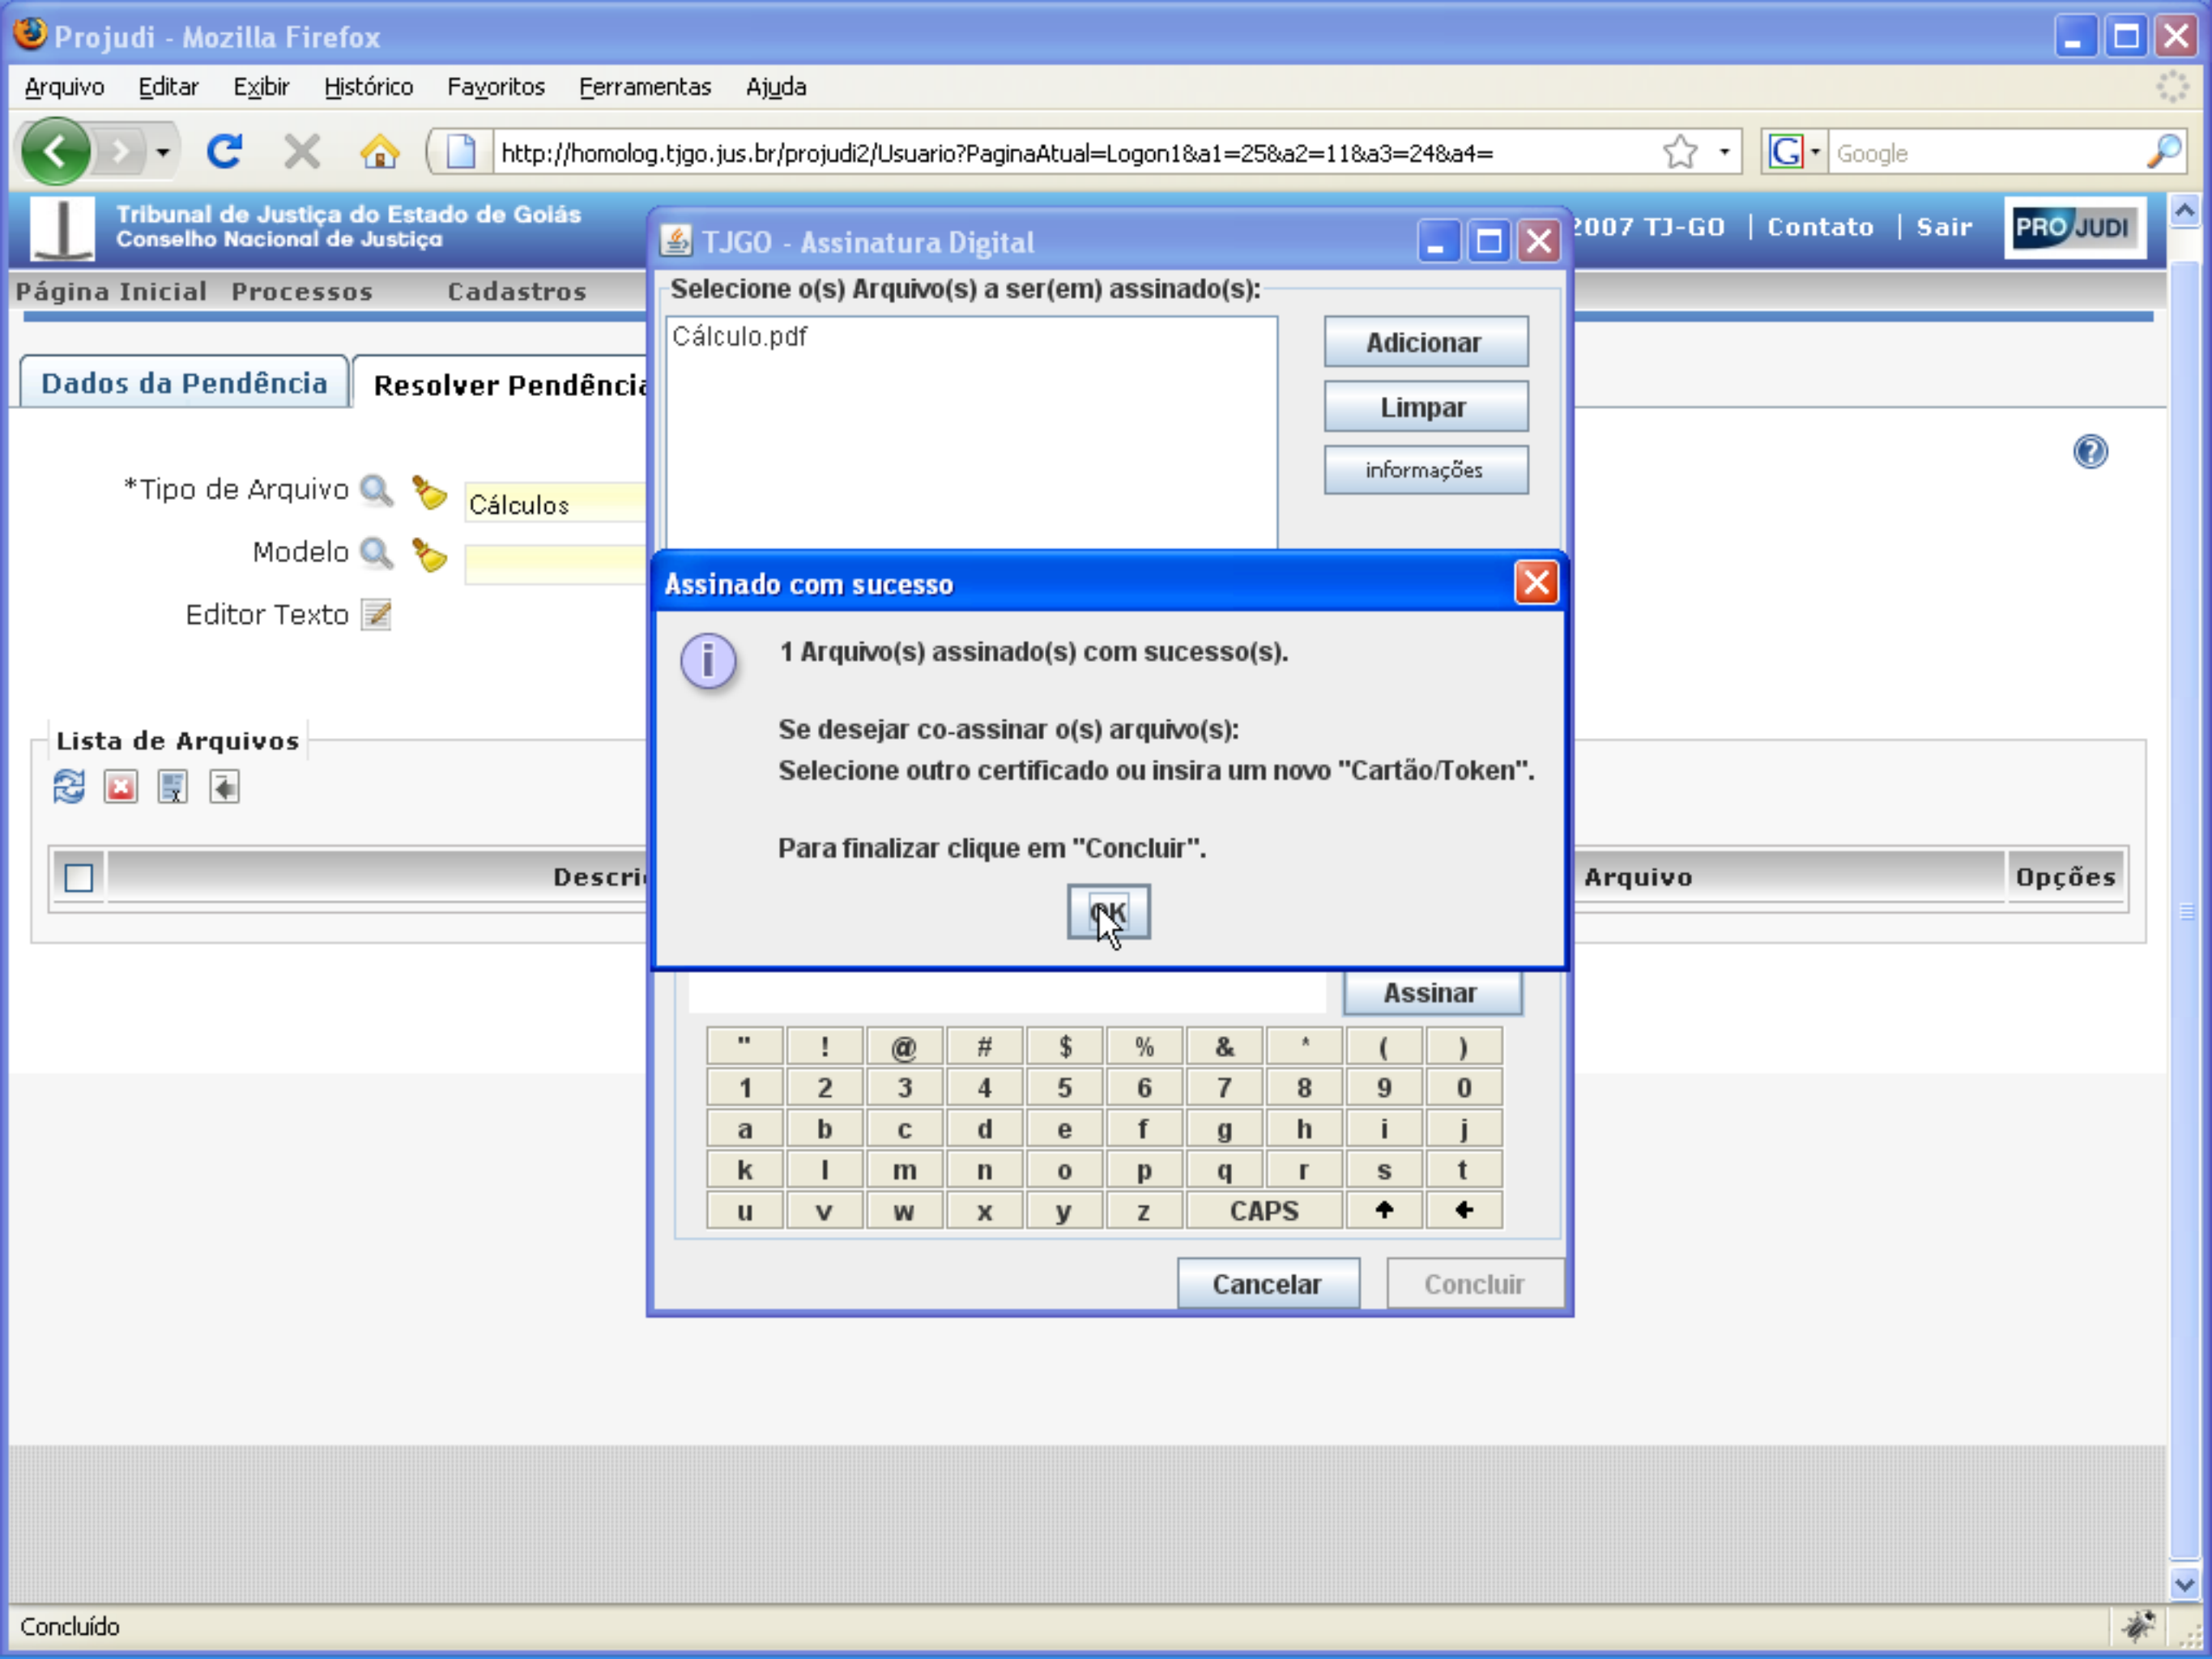 Projudi - Mozilla Firefox
Arquivo Editar Exibir Histórico Favoritos Ferramentas Ajuda
http://homolog.tjgo.jus.br/projudi2/Usuario?PaginaAtual=Logon1&a1=25&a2=11&a3=24&a4=
G Google
Tribunal de Justiça do Estado de Goiás
Conselho Nacional de Justiça
2007 TJ-GO | Contato | Sair
PRO JUDI
Página Inicial Processos Cadastros
TJGO - Assinatura Digital
Selecione o(s) Arquivo(s) a ser(em) assinado(s):
Cálculo.pdf
Adicionar
Limpar
informações
Dados da Pendência
Resolver Pendência
*Tipo de Arquivo
Cálculos
Modelo
Editor Texto
Assinado com sucesso
1 Arquivo(s) assinado(s) com sucesso(s).
Se desejar co-assinar o(s) arquivo(s):
Selecione outro certificado ou insira um novo "Cartão/Token".
Para finalizar clique em "Concluir".
OK
Lista de Arquivos
Descri
Arquivo
Opções
Assinar
" ! @ # $ % & * ( )
1 2 3 4 5 6 7 8 9 0
a b c d e f g h i j
k l m n o p q r s t
u v w x y z CAPS
Cancelar
Concluir
Concluído